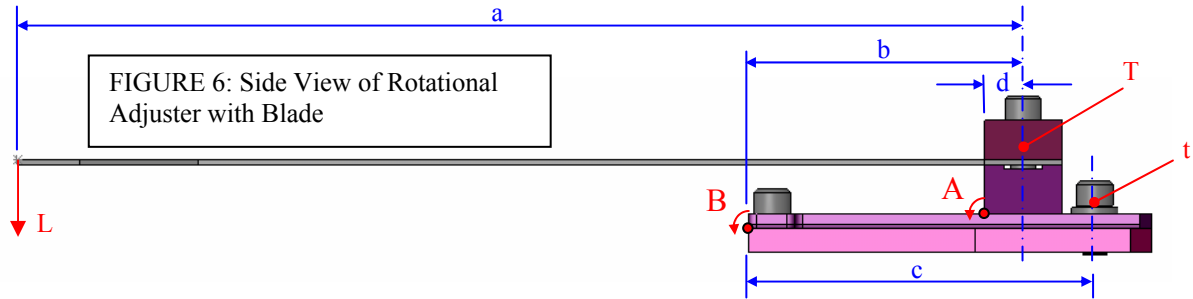 a
b
FIGURE 6: Side View of Rotational
Adjuster with Blade
d
T
t
A
B
L
c